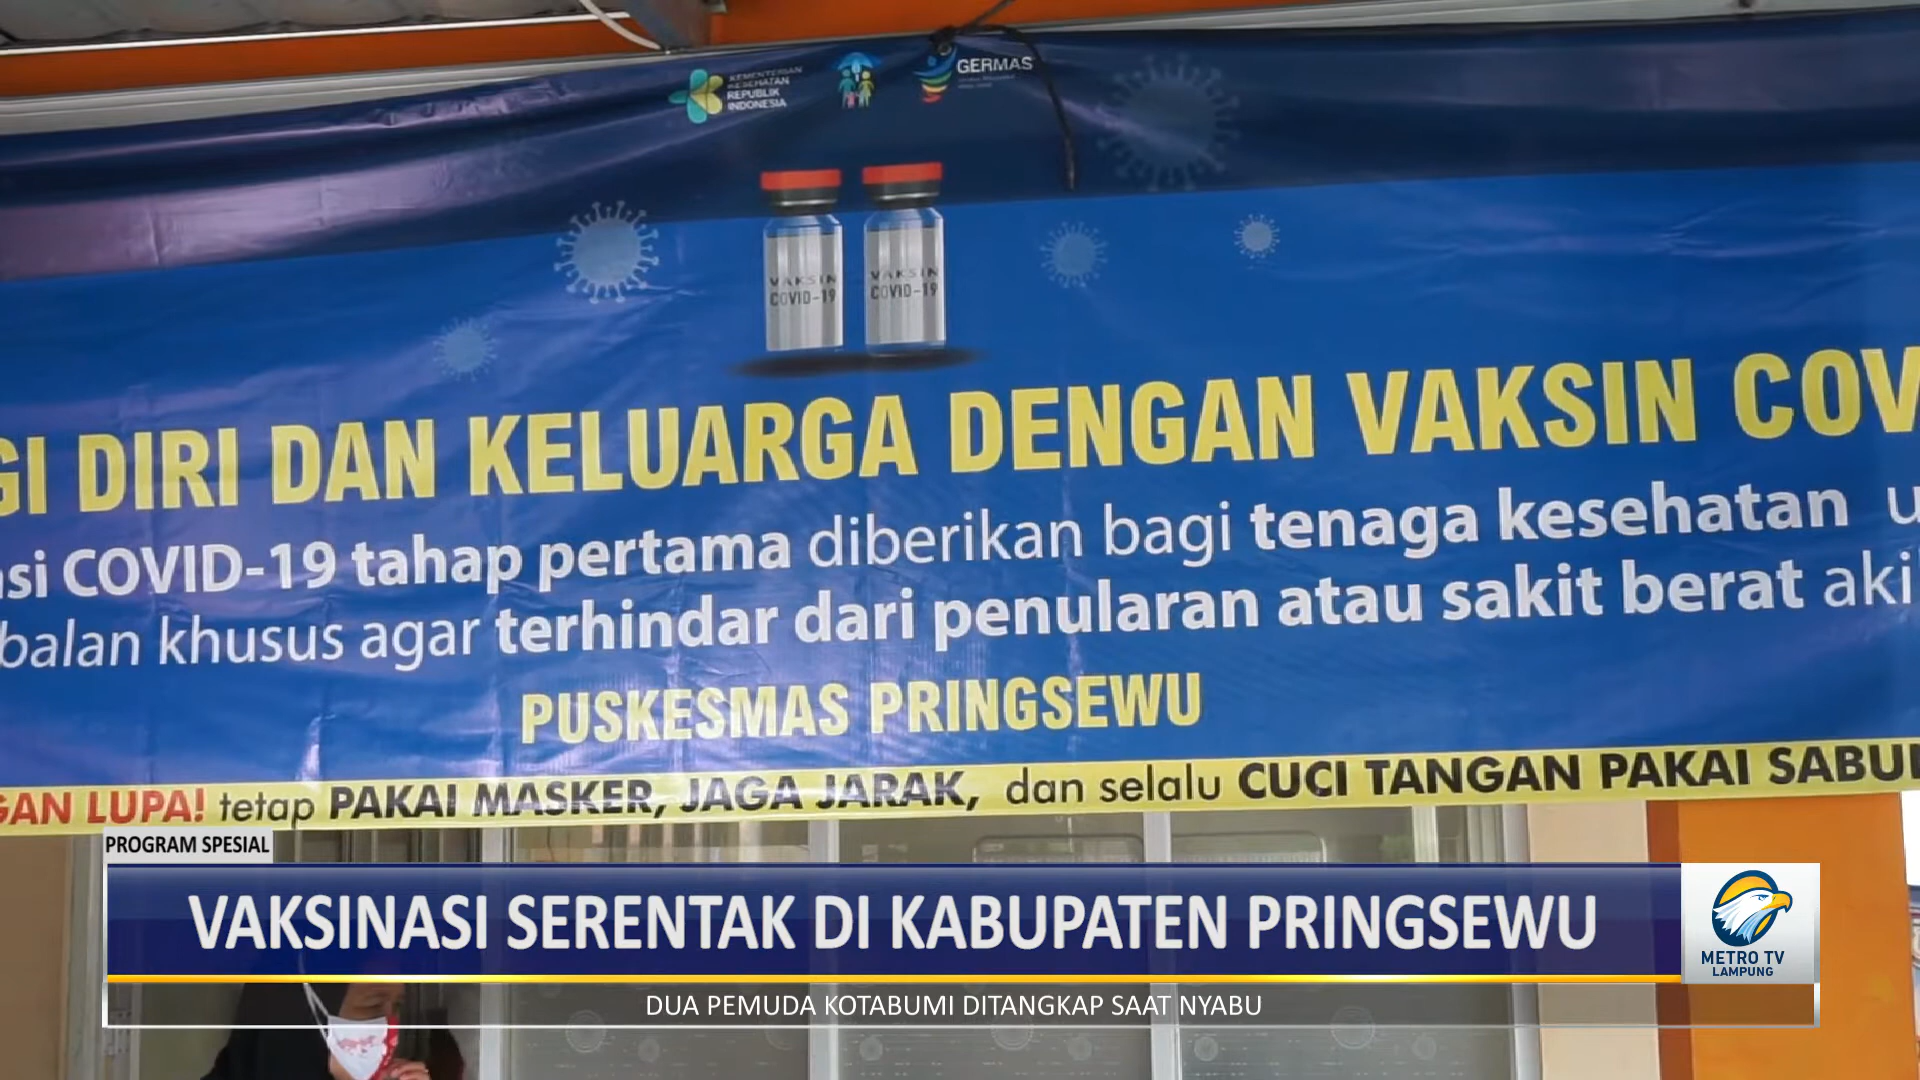 KEMENTERIAN
KESEHATAN
REPUBLIK
INDONESIA
GERMAS
VAKSIN
COVID-19
VAKSIN
COVID-19
GI DIRI DAN KELUARGA DENGAN VAKSIN COV
asi COVID-19 tahap pertama diberikan bagi tenaga kesehatan u
balan khusus agar terhindar dari penularan atau sakit berat aki
PUSKESMAS PRINGSEWU
GAN LUPA! tetap PAKAI MASKER, JAGA JARAK, dan selalu CUCI TANGAN PAKAI SABU
PROGRAM SPESIAL
VAKSINASI SERENTAK DI KABUPATEN PRINGSEWU
METRO TV
LAMPUNG
DUA PEMUDA KOTABUMI DITANGKAP SAAT NYABU